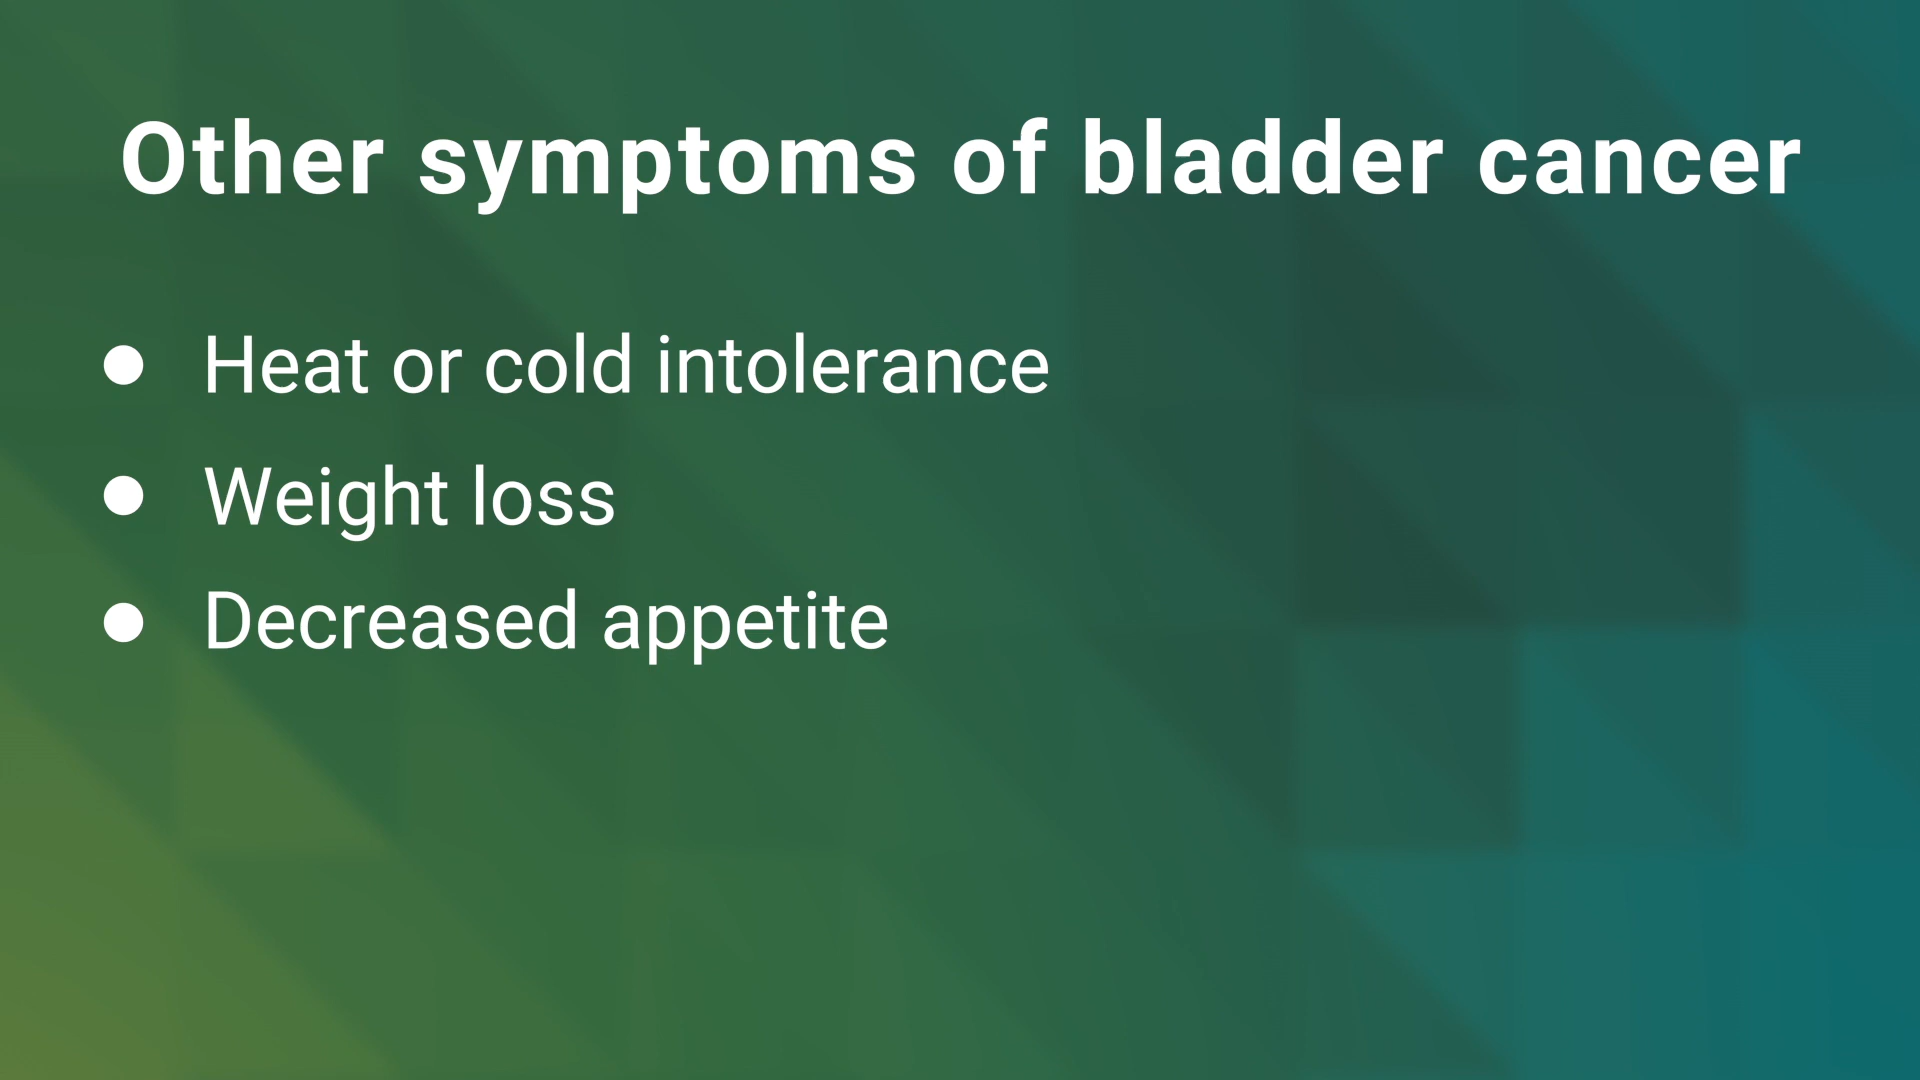 Other symptoms of bladder cancer
● Heat or cold intolerance
● Weight loss
● Decreased appetite